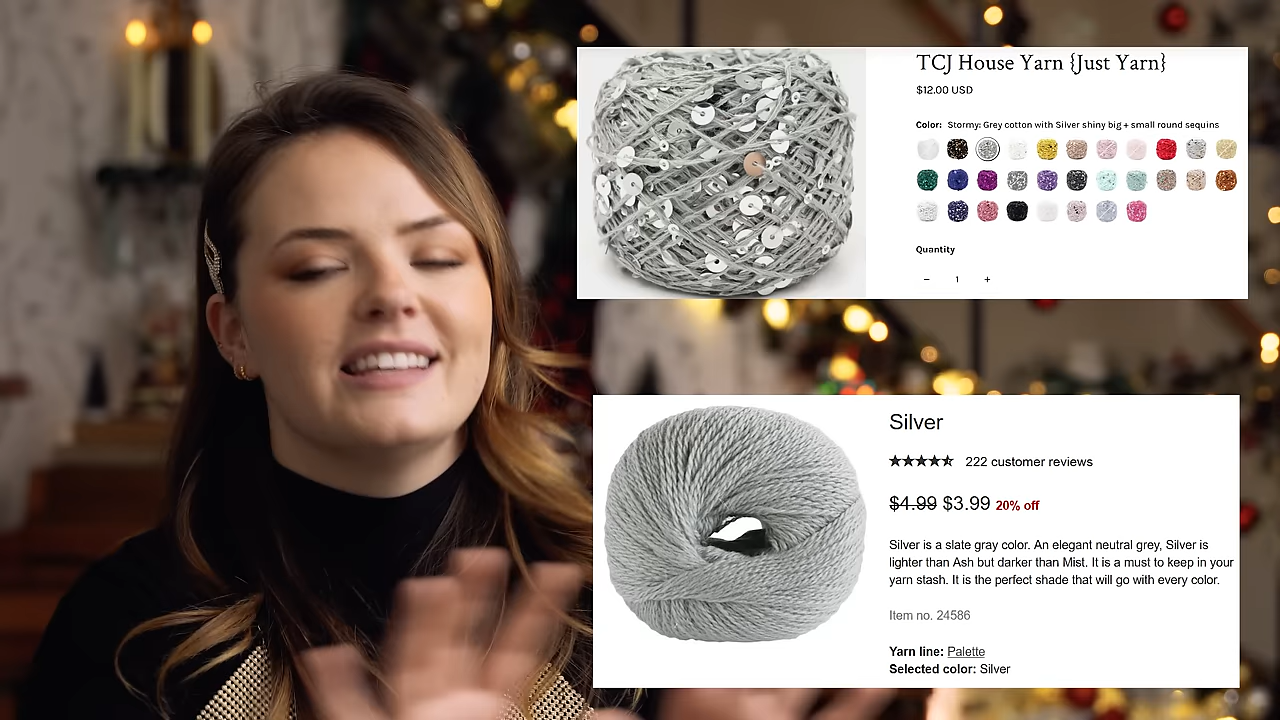 TCJ House Yarn {Just Yarn}
$12.00 USD
Color: Stormy: Grey cotton with Silver shiny big + small round sequins
Quantity
− 1 +
Silver
222 customer reviews
$4.99 $3.99 20% off
Silver is a slate gray color. An elegant neutral grey, Silver is
lighter than Ash but darker than Mist. It is a must to keep in your
yarn stash. It is the perfect shade that will go with every color.
Item no. 24586
Yarn line: Palette
Selected color: Silver